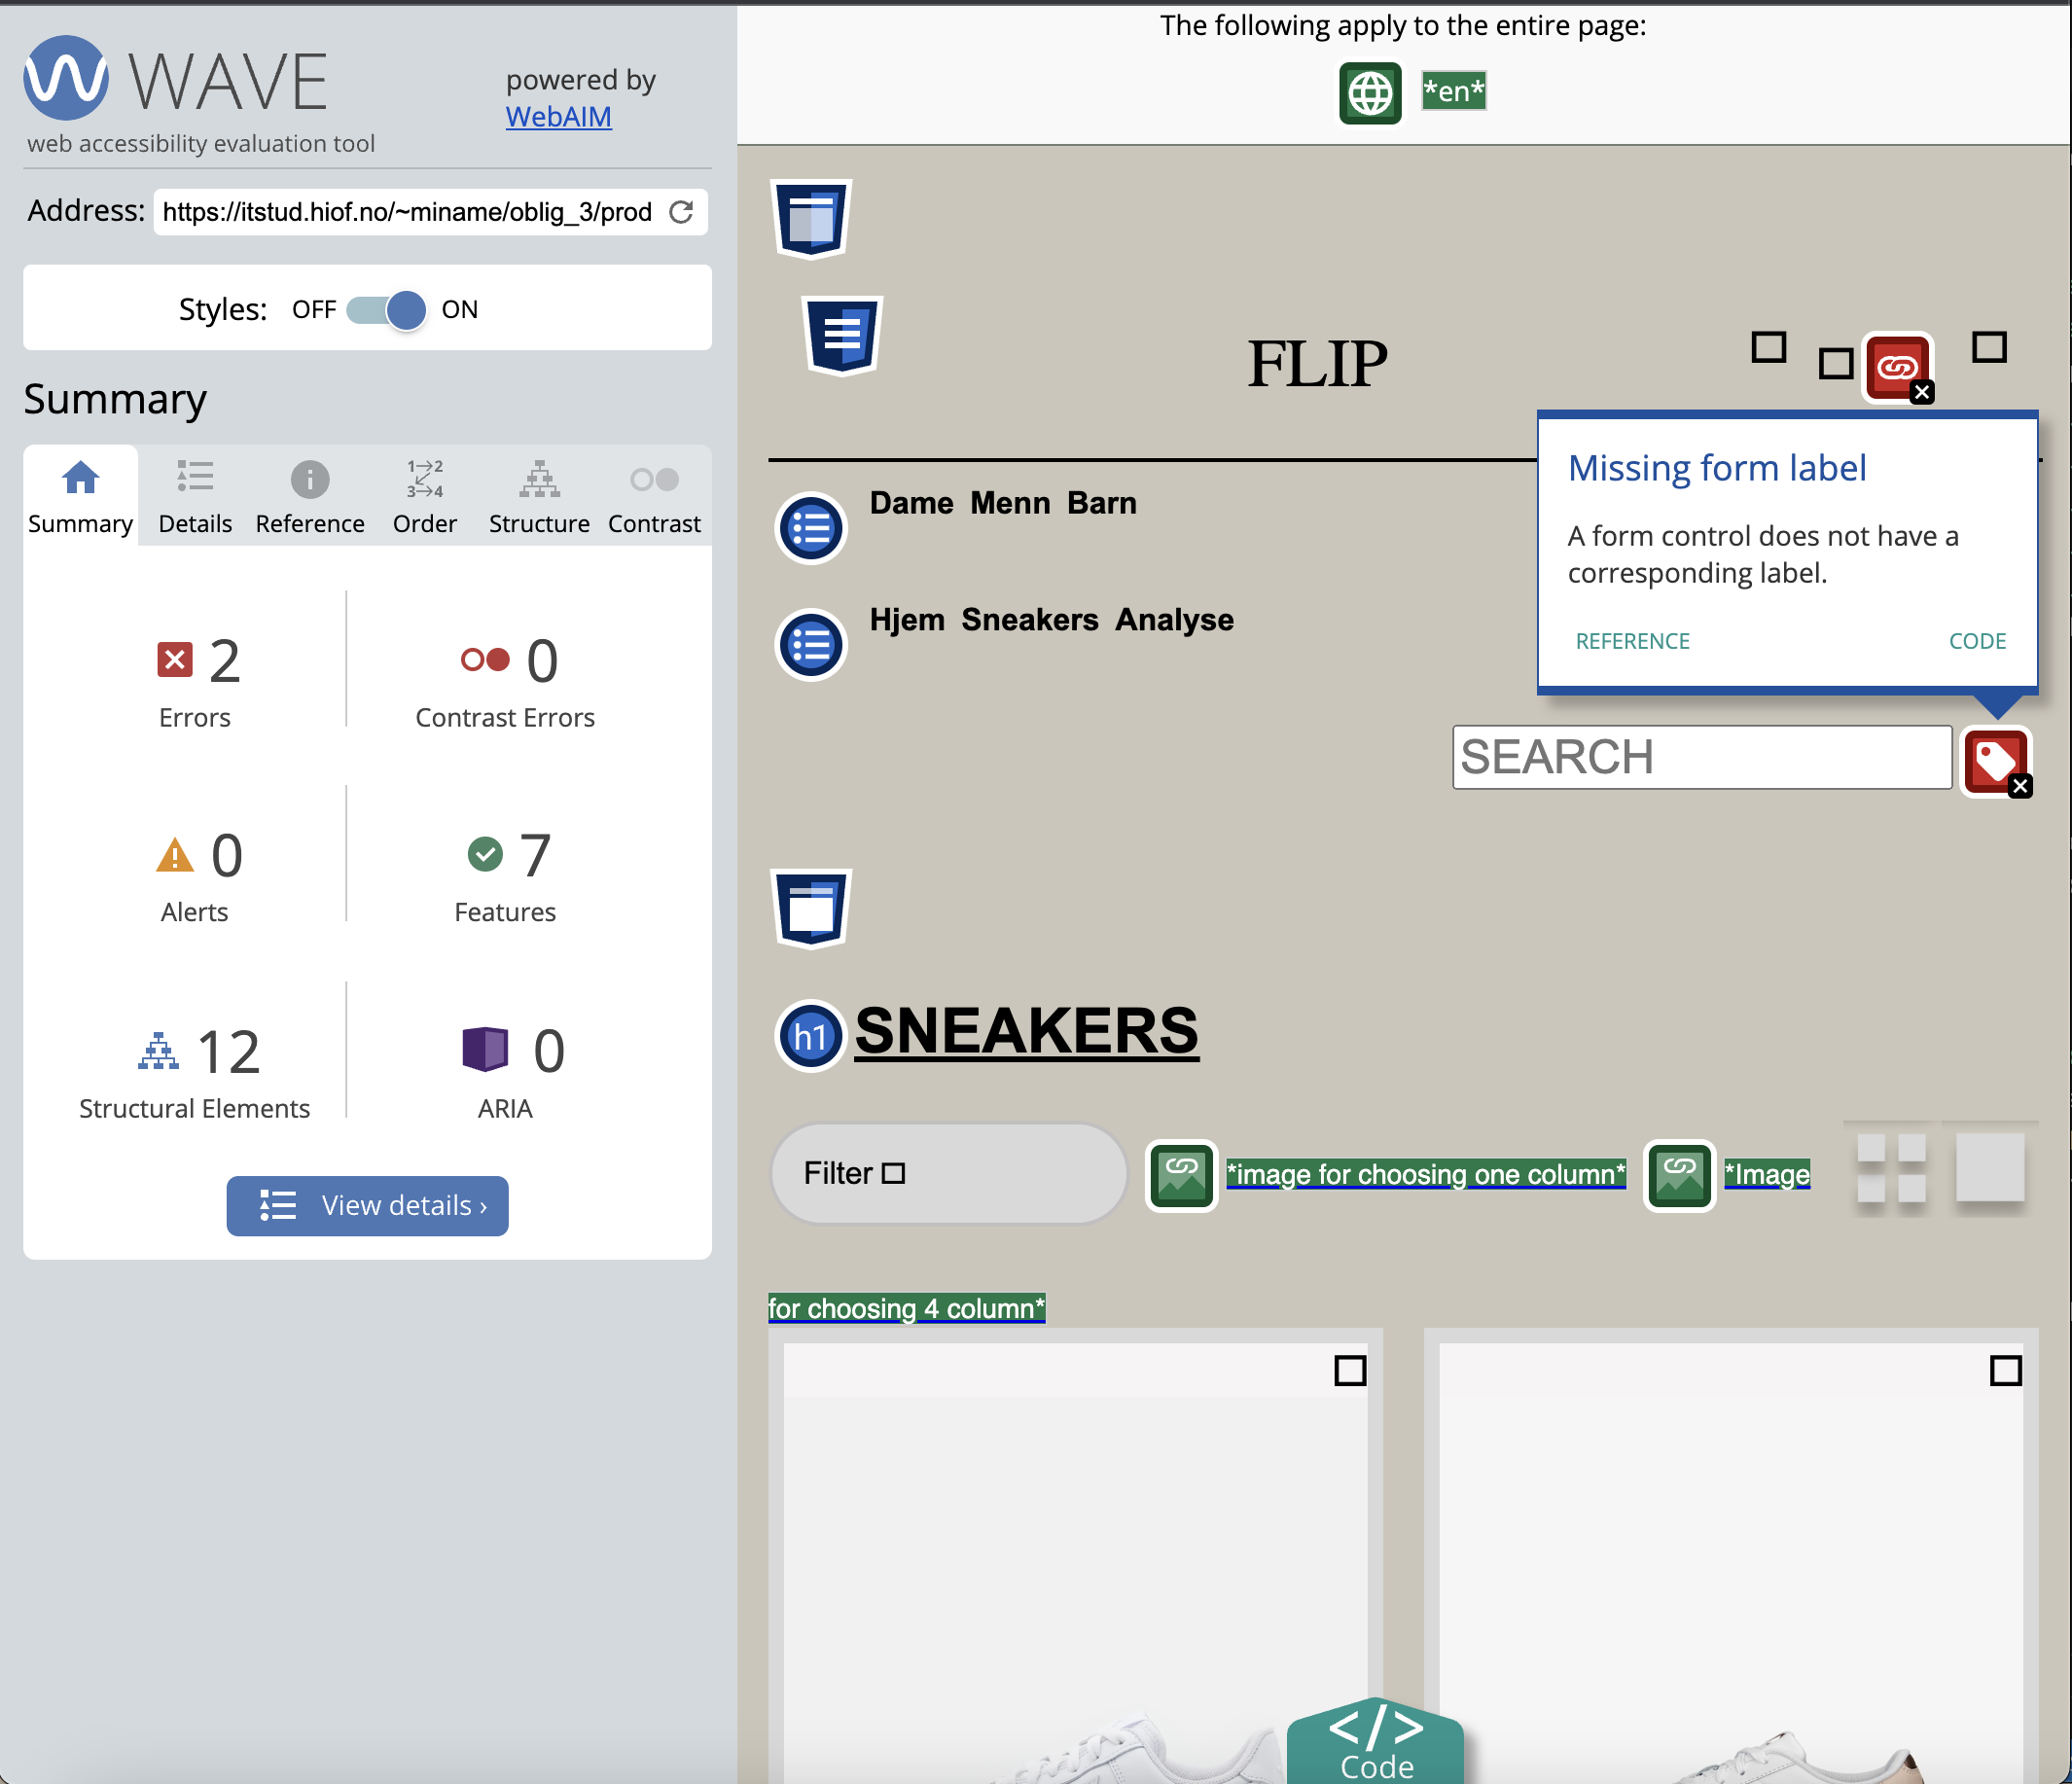 WAVE
powered by
WebAIM
web accessibility evaluation tool
Address: https://itstud.hiof.no/~miname/oblig_3/prod
Styles: OFF ON
Summary
Summary Details Reference Order Structure Contrast
2
Errors
0
Contrast Errors
0
Alerts
7
Features
12
Structural Elements
0
ARIA
View details ›
The following apply to the entire page:
*en*
FLIP
Dame Menn Barn
Hjem Sneakers Analyse
Missing form label
A form control does not have a
corresponding label.
REFERENCE CODE
SEARCH
h1 SNEAKERS
Filter
*image for choosing one column* *Image
for choosing 4 column*
</>
Code